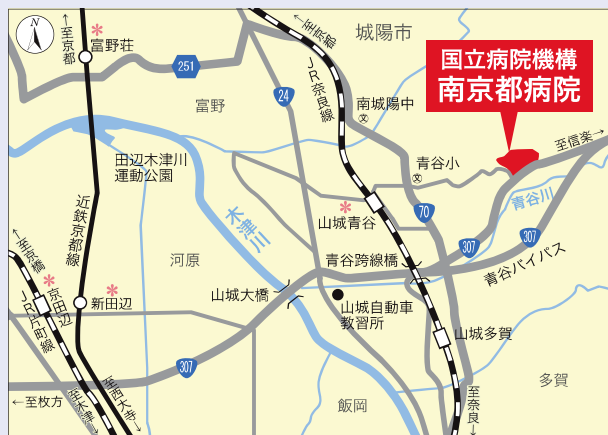 N
←至京都
富野荘
251
富野
24
←至京都
JR奈良線
城陽市
国立病院機構
南京都病院
南城陽中
文
至信楽→
青谷小
文
田辺木津川
運動公園
近鉄京都線
木津川
山城青谷
70
青谷川
307
307
青谷バイパス
←至京橋
京田辺
JR片町線
新田辺
河原
青谷跨線橋
山城大橋
山城自動車
教習所
山城多賀
307
←至枚方
至木津→
至西大寺→
飯岡
至奈良→
多賀